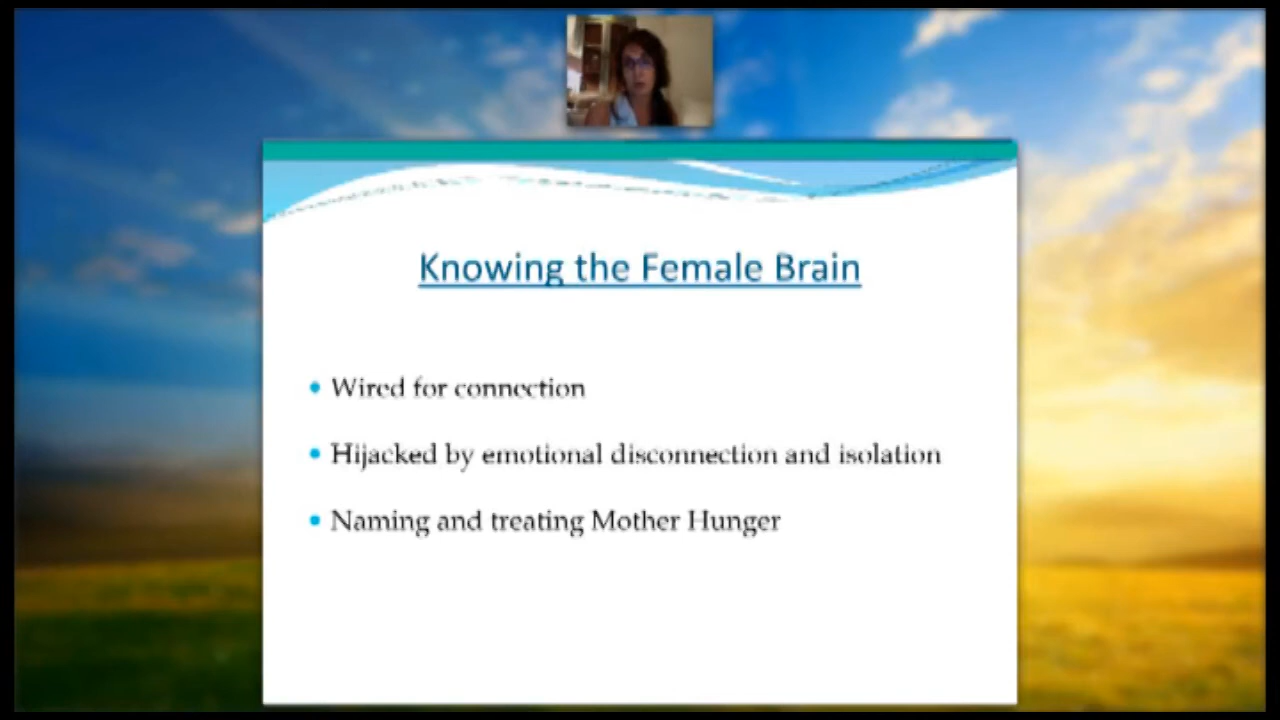 Knowing the Female Brain
• Wired for connection
• Hijacked by emotional disconnection and isolation
• Naming and treating Mother Hunger